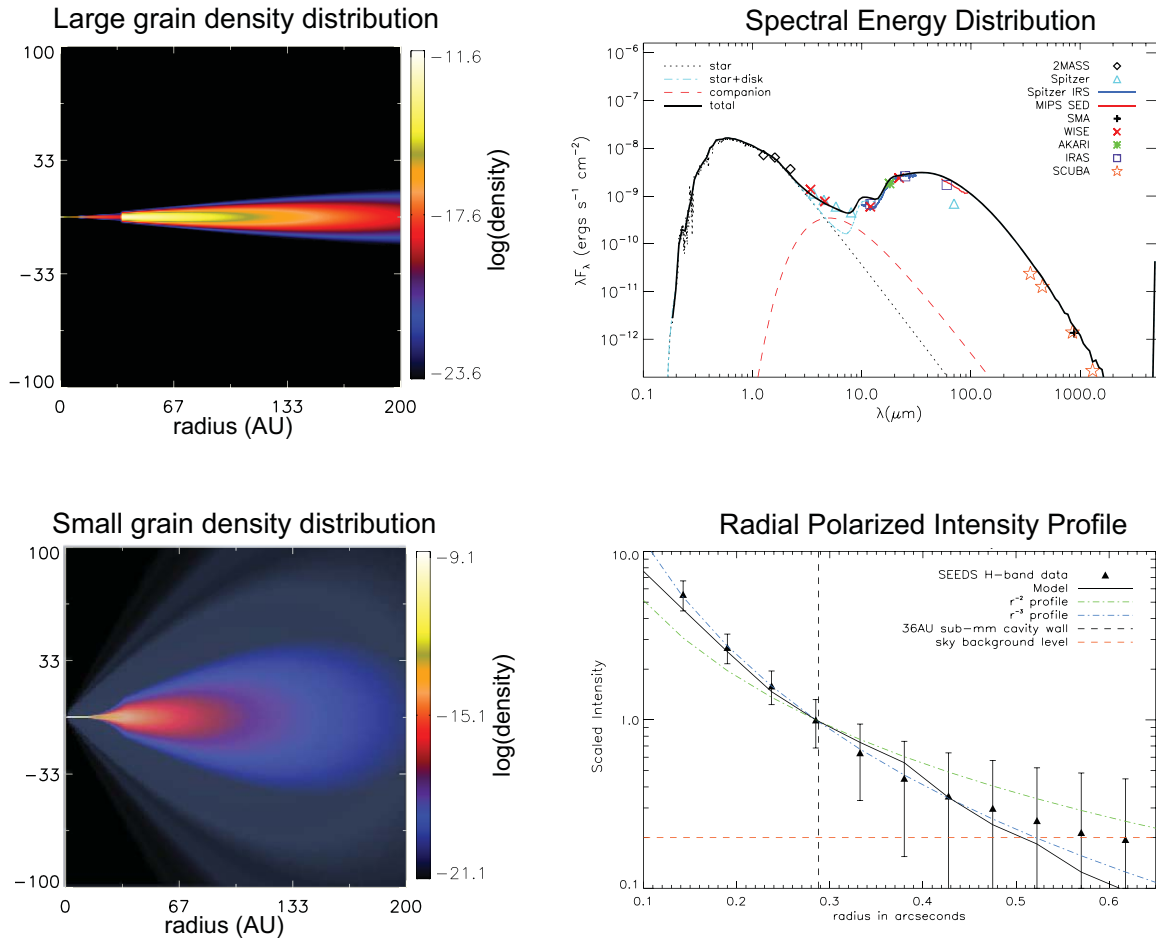 Large grain density distribution
100
33
−33
−100
0
67
133
200
radius (AU)
−11.6
−17.6
−23.6
log(density)
Spectral Energy Distribution
10⁻⁶
10⁻⁷
10⁻⁸
10⁻⁹
10⁻¹⁰
10⁻¹¹
10⁻¹²
λFλ (ergs s⁻¹ cm⁻²)
star
star+disk
companion
total
2MASS
Spitzer
Spitzer IRS
MIPS SED
SMA
WISE
AKARI
IRAS
SCUBA
0.1
1.0
10.0
100.0
1000.0
λ(μm)
Small grain density distribution
100
33
−33
−100
0
67
133
200
radius (AU)
−9.1
−15.1
−21.1
log(density)
Radial Polarized Intensity Profile
10.0
1.0
0.1
Scaled Intensity
SEEDS H−band data
Model
r⁻² profile
r⁻³ profile
36AU sub−mm cavity wall
sky background level
0.1
0.2
0.3
0.4
0.5
0.6
radius in arcseconds